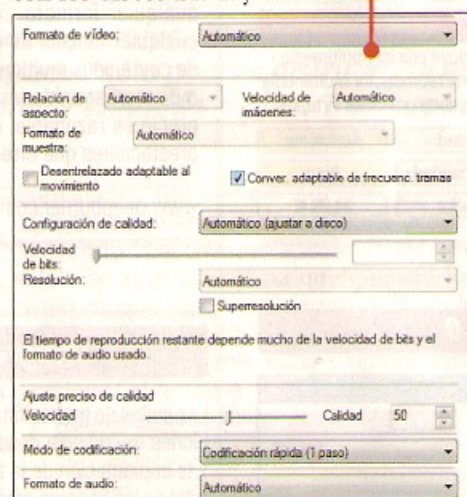 Formato de vídeo: Automático
Relación de aspecto: Automático Velocidad de imágenes: Automático
Formato de muestra: Automático
Desentrelazado adaptable al movimiento
Conver. adaptable de frecuenc. tramas
Configuración de calidad: Automático (ajustar a disco)
Velocidad de bits:
Resolución: Automático
Superresolución
El tiempo de reproducción restante depende mucho de la velocidad de bits y el
formato de audio usado.
Ajuste preciso de calidad
Velocidad Calidad 50
Modo de codificación: Codificación rápida (1 paso)
Formato de audio: Automático